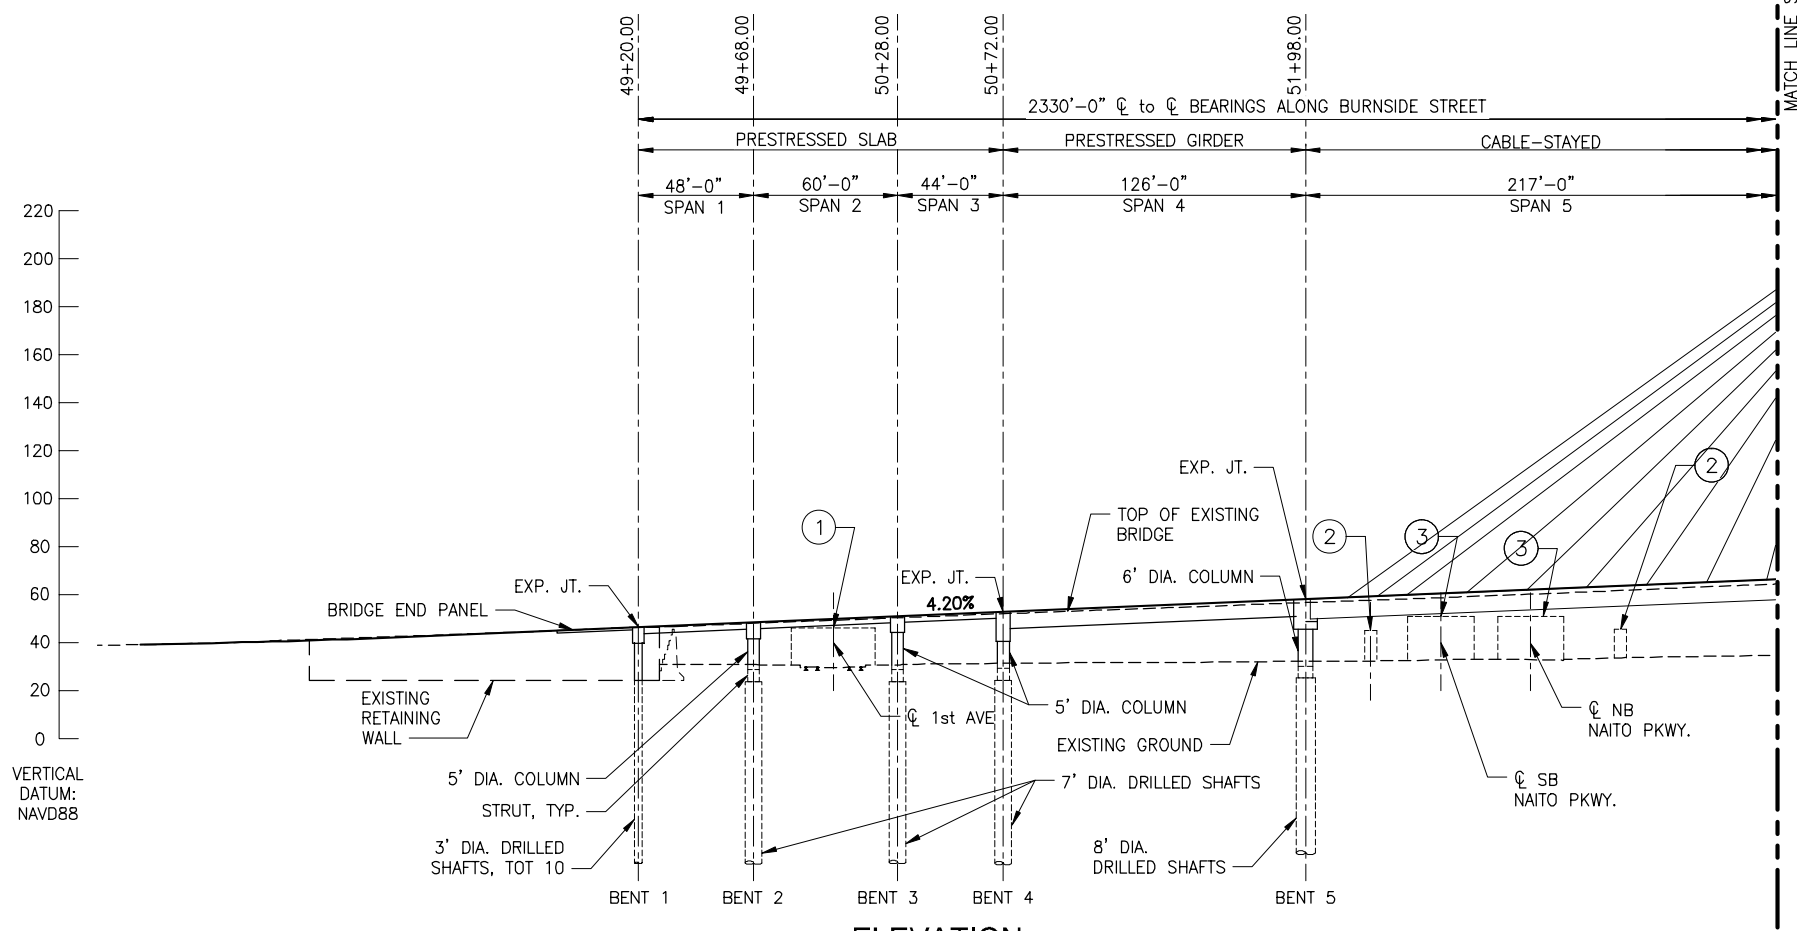 49+20.00
49+68.00
50+28.00
50+72.00
51+98.00
MATCH LINE
2330'-0" ℄ to ℄ BEARINGS ALONG BURNSIDE STREET
PRESTRESSED SLAB
PRESTRESSED GIRDER
CABLE-STAYED
48'-0"
SPAN 1
60'-0"
SPAN 2
44'-0"
SPAN 3
126'-0"
SPAN 4
217'-0"
SPAN 5
220
200
180
160
140
120
100
80
60
40
20
0
VERTICAL
DATUM:
NAVD88
EXP. JT.
2
1
TOP OF EXISTING
BRIDGE
2
3
3
EXP. JT.
BRIDGE END PANEL
EXP. JT.
4.20%
6' DIA. COLUMN
EXISTING
RETAINING
WALL
℄ 1st AVE
5' DIA. COLUMN
EXISTING GROUND
℄ NB
NAITO PKWY.
5' DIA. COLUMN
STRUT, TYP.
7' DIA. DRILLED SHAFTS
℄ SB
NAITO PKWY.
3' DIA. DRILLED
SHAFTS, TOT 10
8' DIA.
DRILLED SHAFTS
BENT 1
BENT 2
BENT 3
BENT 4
BENT 5
ELEVATION